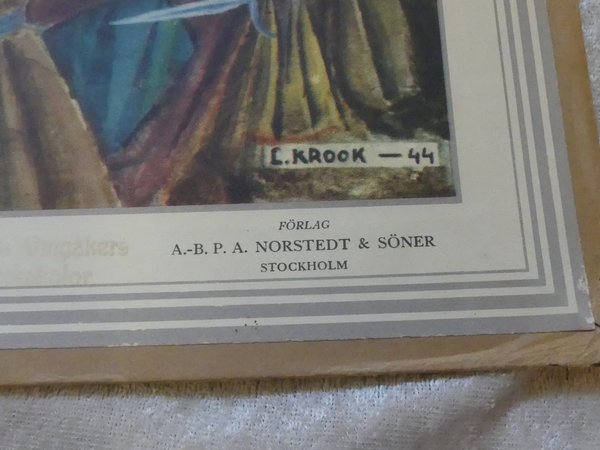 L. KROOK — 44
FÖRLAG
A.-B. P. A. NORSTEDT & SÖNER
STOCKHOLM